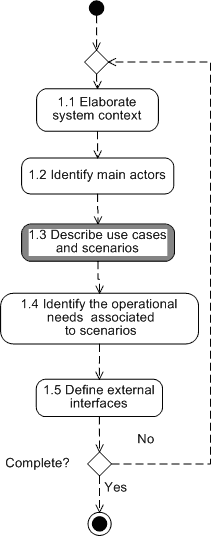 1.1 Elaborate
system context
1.2 Identify main actors
1.3 Describe use cases
and scenarios
1.4 Identify the operational
needs associated
to scenarios
1.5 Define external
interfaces
No
Complete?
Yes